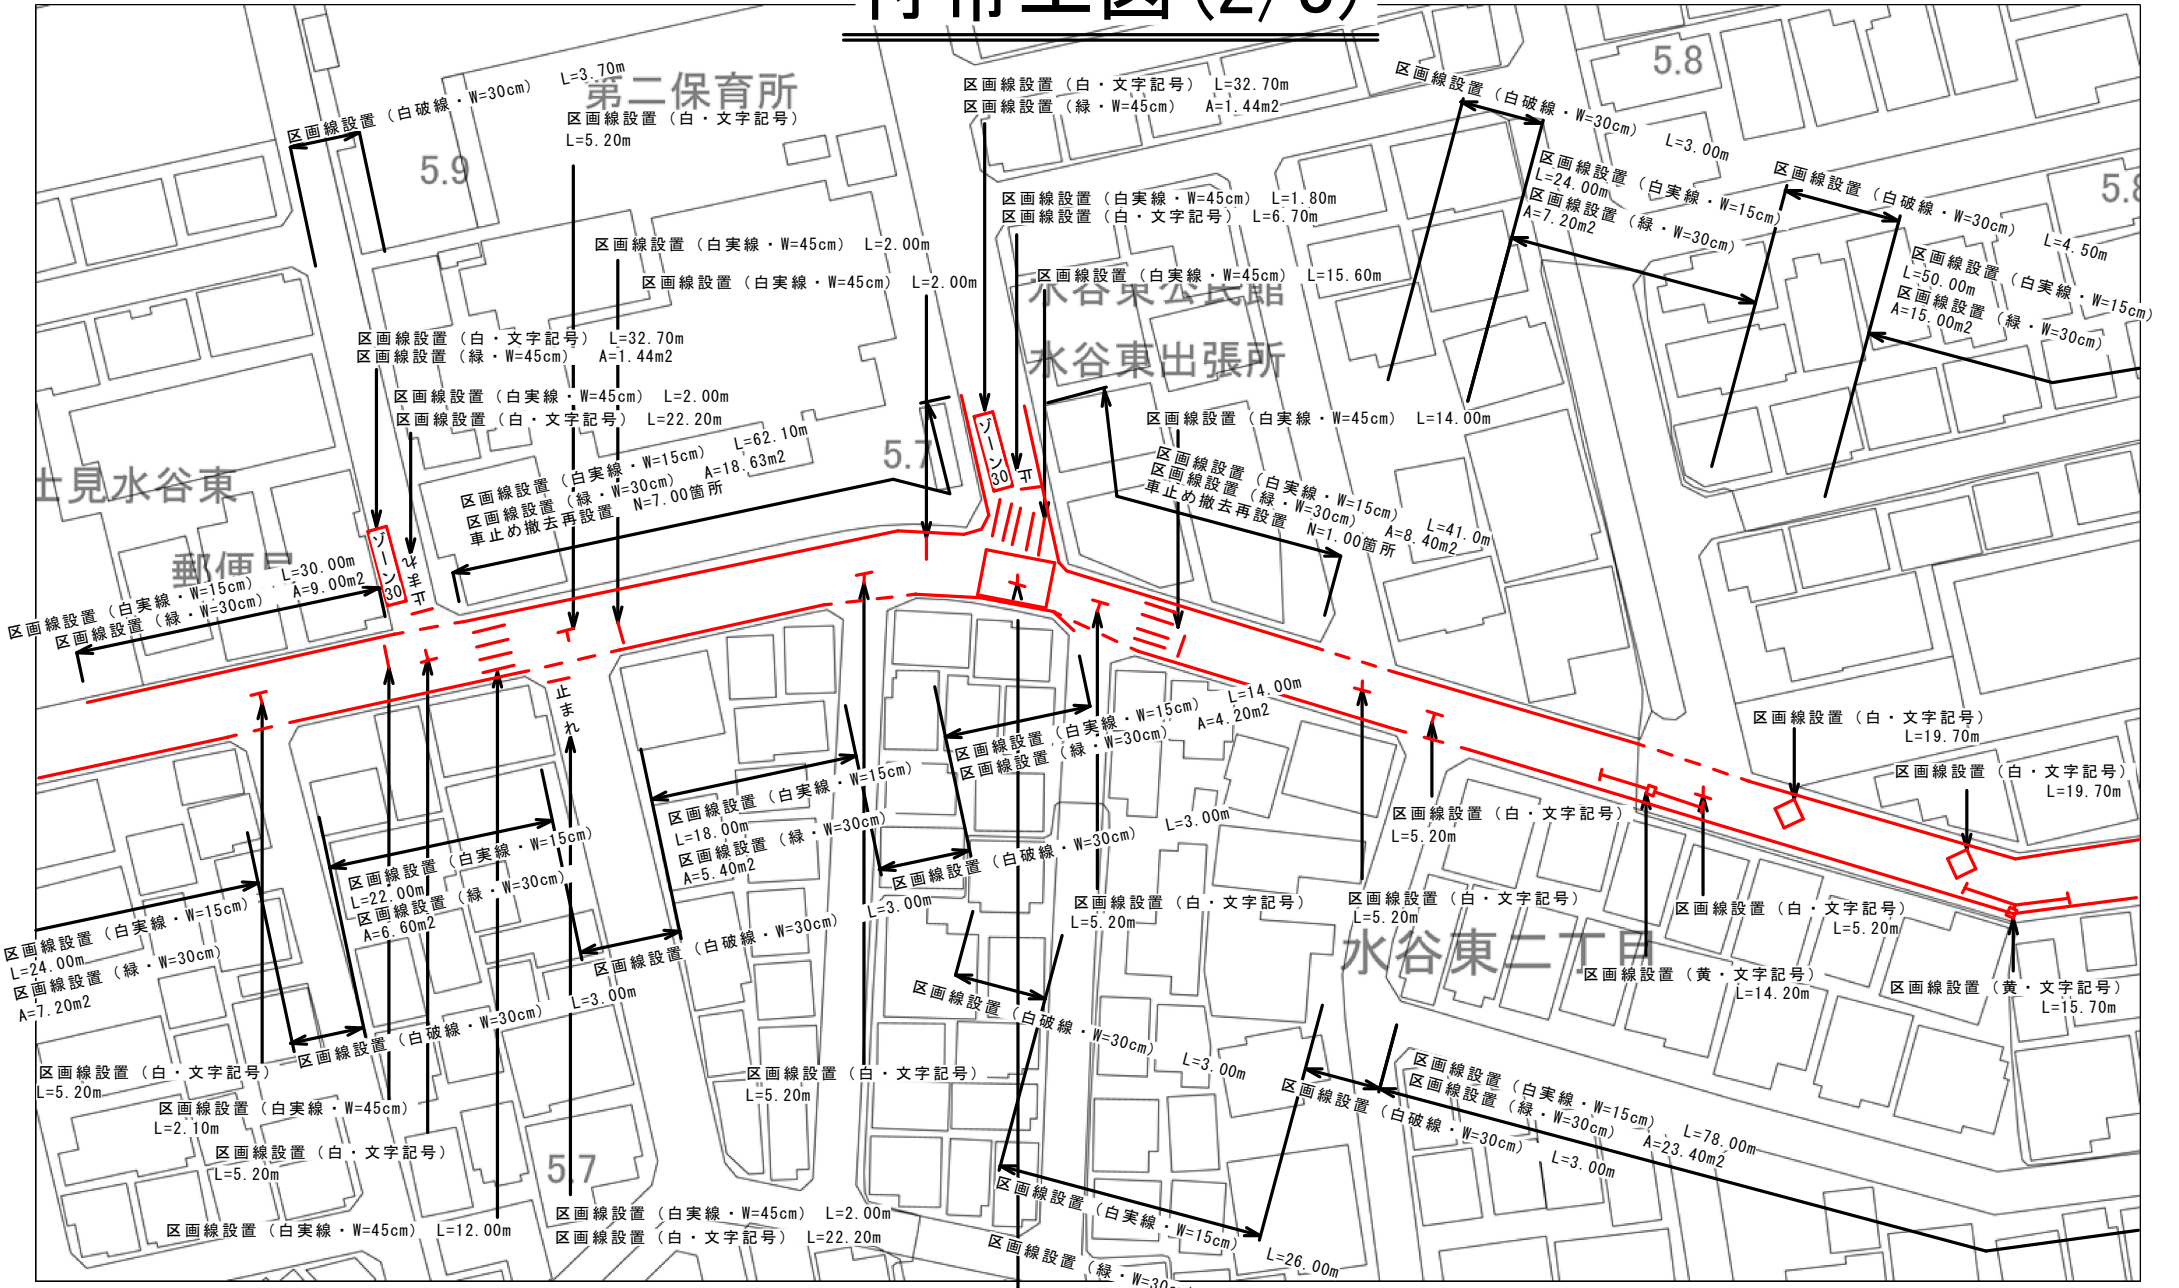 (2/3)
区画線設置（白破線・W=30cm） L=3.70m
第二保育所
区画線設置（白・文字記号）
L=5.20m
5.9
区画線設置（白・文字記号） L=32.70m
区画線設置（緑・W=45cm） A=1.44m2
区画線設置（白破線・W=30cm） L=3.00m
5.8
区画線設置（白実線・W=15cm）
L=24.00m
区画線設置（緑・W=30cm）
A=7.20m2
区画線設置（白破線・W=30cm） L=4.50m
5.8
区画線設置（白実線・W=15cm）
L=50.00m
区画線設置（緑・W=30cm）
A=15.00m2
区画線設置（白実線・W=45cm） L=1.80m
区画線設置（白・文字記号） L=6.70m
区画線設置（白実線・W=45cm） L=2.00m
区画線設置（白実線・W=45cm） L=2.00m
区画線設置（白実線・W=45cm） L=15.60m
水谷東公民館
水谷東出張所
区画線設置（白・文字記号） L=32.70m
区画線設置（緑・W=45cm） A=1.44m2
区画線設置（白実線・W=45cm） L=2.00m
区画線設置（白・文字記号） L=22.20m
区画線設置（白実線・W=45cm） L=14.00m
区画線設置（白実線・W=15cm） L=62.10m
区画線設置（緑・W=30cm） A=18.63m2
車止め撤去再設置 N=7.00箇所
5.7
ゾーン30
止
区画線設置（白実線・W=15cm） L=41.0m
区画線設置（緑・W=30cm） A=8.40m2
車止め撤去再設置 N=1.00箇所
士見水谷東
郵便局
ゾーン30
止まれ
区画線設置（白実線・W=15cm） L=30.00m
区画線設置（緑・W=30cm） A=9.00m2
止まれ
区画線設置（白実線・W=15cm） L=14.00m
区画線設置（緑・W=30cm） A=4.20m2
区画線設置（白・文字記号）
L=19.70m
区画線設置（白・文字記号）
L=19.70m
区画線設置（白実線・W=15cm）
L=18.00m
区画線設置（緑・W=30cm）
A=5.40m2
区画線設置（白破線・W=30cm） L=3.00m
区画線設置（白・文字記号）
L=5.20m
区画線設置（白実線・W=15cm）
L=22.00m
区画線設置（緑・W=30cm）
A=6.60m2
区画線設置（白破線・W=30cm） L=3.00m
区画線設置（白・文字記号）
L=5.20m
区画線設置（白・文字記号）
L=5.20m
区画線設置（白・文字記号）
L=5.20m
水谷東二丁目
区画線設置（白実線・W=15cm）
L=24.00m
区画線設置（緑・W=30cm）
A=7.20m2
区画線設置（黄・文字記号）
L=14.20m
区画線設置（黄・文字記号）
L=15.70m
区画線設置（白破線・W=30cm） L=3.00m
区画線設置（白破線・W=30cm） L=3.00m
区画線設置（白・文字記号）
L=5.20m
区画線設置（白・文字記号）
L=5.20m
区画線設置（白実線・W=45cm）
L=2.10m
区画線設置（白・文字記号）
L=5.20m
区画線設置（白破線・W=30cm） L=3.00m
区画線設置（白実線・W=15cm） L=78.00m
区画線設置（緑・W=30cm） A=23.40m2
5.7
区画線設置（白実線・W=45cm） L=12.00m
区画線設置（白実線・W=45cm） L=2.00m
区画線設置（白・文字記号） L=22.20m
区画線設置（白実線・W=15cm） L=26.00m
区画線設置（緑・W=30cm